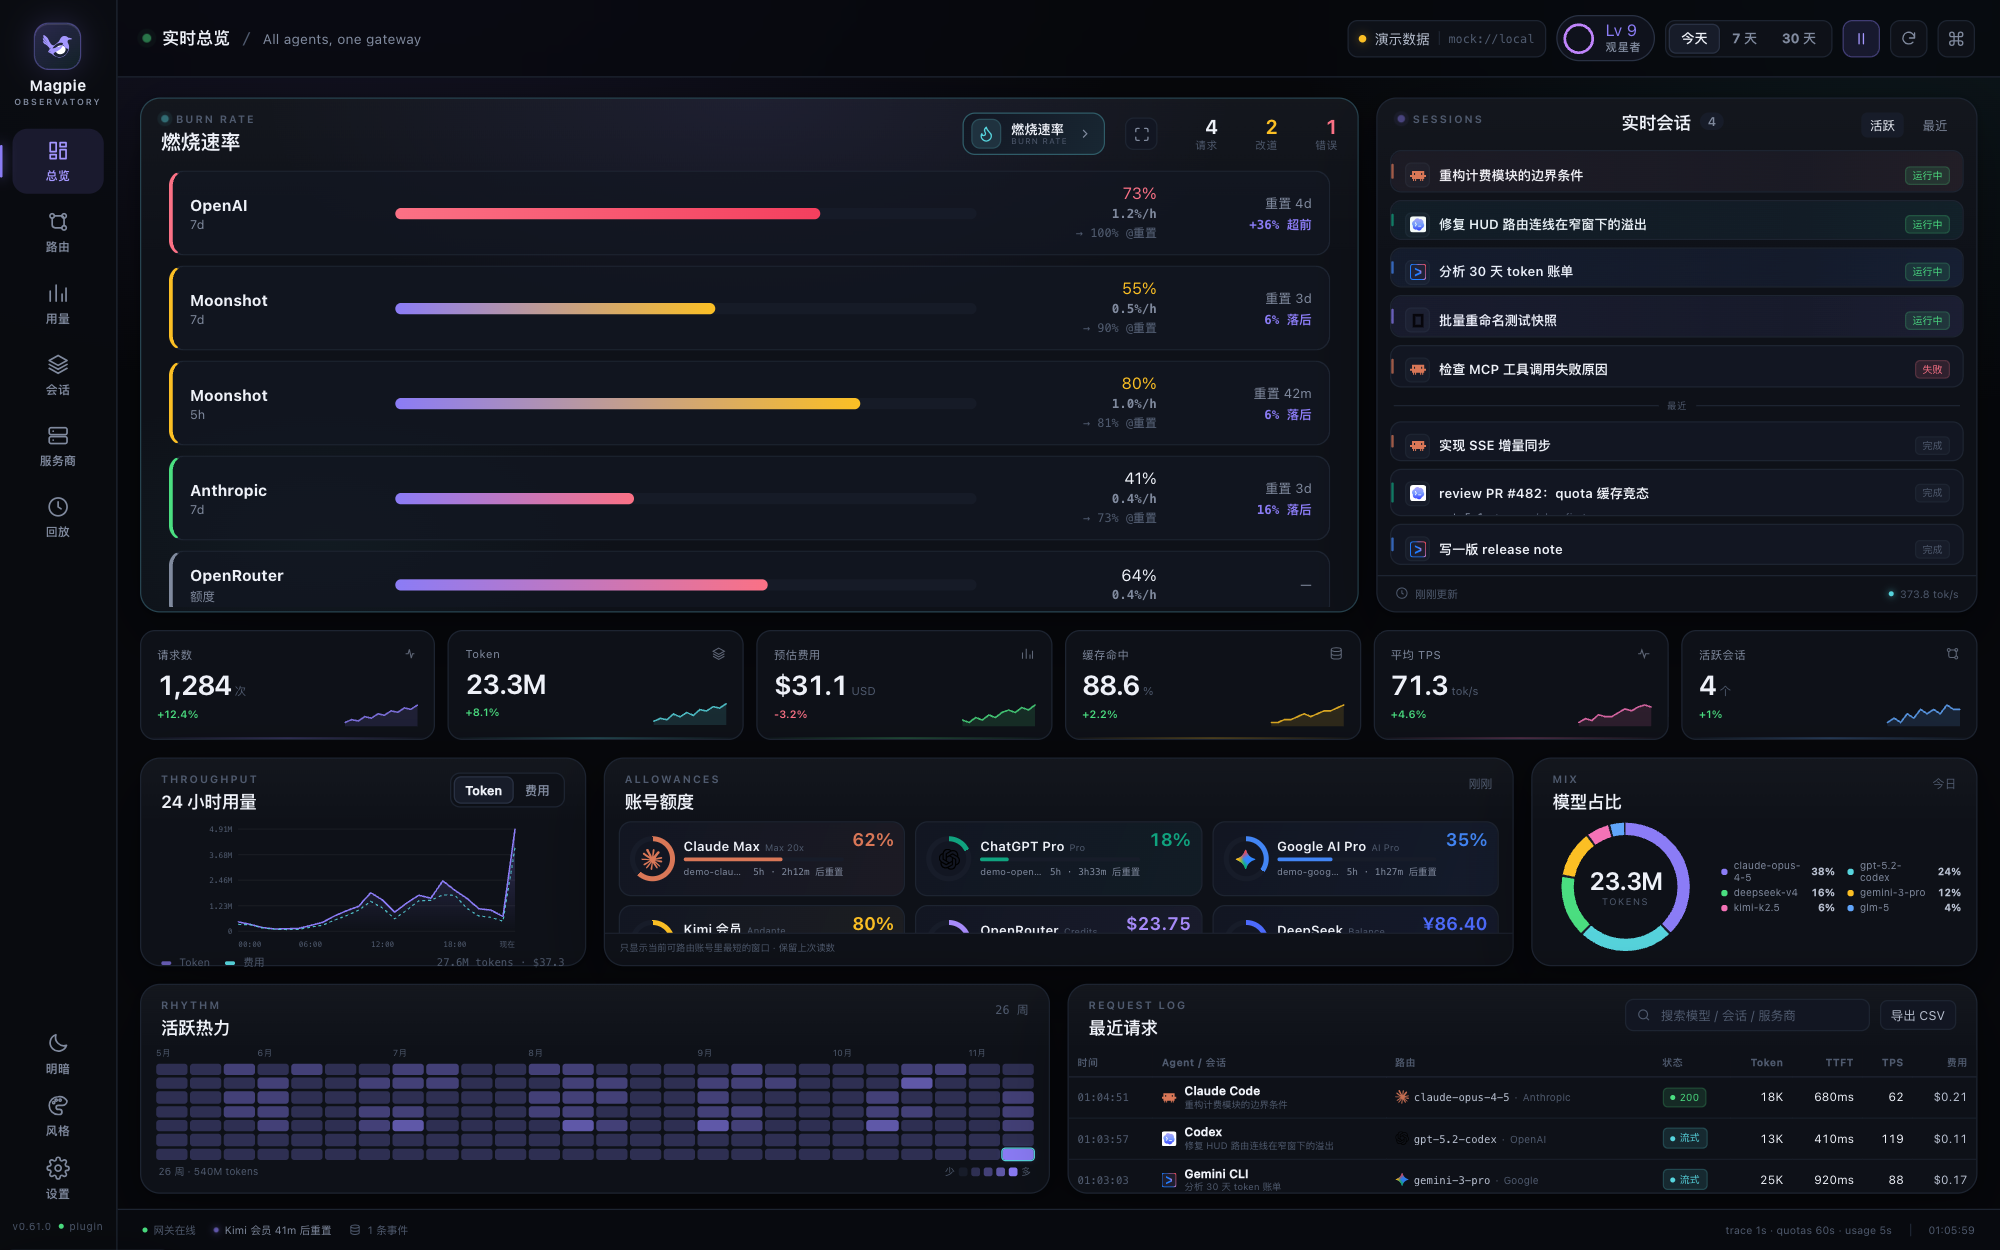 Magpie
OBSERVATORY
总览
路由
用量
会话
服务商
回放
明暗
风格
设置
v0.61.0 plugin
实时总览 / All agents, one gateway
演示数据 mock://local
Lv 9
观星者
今天 7 天 30 天
BURN RATE
燃烧速率
燃烧速率
BURN RATE
4 请求
2 改道
1 错误
OpenAI
7d
73%
1.2%/h
→ 100% @重置
重置 4d
+36% 超前
Moonshot
7d
55%
0.5%/h
→ 90% @重置
重置 3d
6% 落后
Moonshot
5h
80%
1.0%/h
→ 81% @重置
重置 42m
6% 落后
Anthropic
7d
41%
0.4%/h
→ 73% @重置
重置 3d
16% 落后
OpenRouter
额度
64%
0.4%/h
—
SESSIONS
实时会话 4
活跃 最近
重构计费模块的边界条件 运行中
修复 HUD 路由连线在窄窗下的溢出 运行中
分析 30 天 token 账单 运行中
批量重命名测试快照 运行中
检查 MCP 工具调用失败原因 失败
最近
实现 SSE 增量同步 完成
review PR #482：quota 缓存竞态 完成
写一版 release note 完成
刚刚更新 373.8 tok/s
请求数
1,284 次
+12.4%
Token
23.3M
+8.1%
预估费用
$31.1 USD
-3.2%
缓存命中
88.6 %
+2.2%
平均 TPS
71.3 tok/s
+4.6%
活跃会话
4 个
+1%
THROUGHPUT
24 小时用量
Token 费用
4.91M
3.68M
2.46M
1.23M
0
00:00 06:00 12:00 18:00 现在
Token 费用 27.6M tokens · $37.3
ALLOWANCES
账号额度
刚刚
Claude Max Max 20x 62%
demo-clau… 5h · 2h12m 后重置
ChatGPT Pro Pro 18%
demo-open… 5h · 3h33m 后重置
Google AI Pro AI Pro 35%
demo-goog… 5h · 1h27m 后重置
Kimi 会员 Andante 80%
OpenRouter Credits $23.75
DeepSeek Balance ¥86.40
只显示当前可路由账号里最短的窗口 · 保留上次读数
MIX
模型占比
今日
23.3M
TOKENS
claude-opus-4-5 38%
gpt-5.2-codex 24%
deepseek-v4 16%
gemini-3-pro 12%
kimi-k2.5 6%
glm-5 4%
RHYTHM
活跃热力
26 周
5月 6月 7月 8月 9月 10月 11月
26 周 · 540M tokens
少 多
REQUEST LOG
最近请求
搜索模型 / 会话 / 服务商
导出 CSV
时间 Agent / 会话 路由 状态 Token TTFT TPS 费用
01:04:51 Claude Code claude-opus-4-5 · Anthropic 200 18K 680ms 62 $0.21
重构计费模块的边界条件
01:03:57 Codex gpt-5.2-codex · OpenAI 流式 13K 410ms 119 $0.11
修复 HUD 路由连线在窄窗下的溢出
01:03:03 Gemini CLI gemini-3-pro · Google 流式 25K 920ms 88 $0.17
分析 30 天 token 账单
网关在线 Kimi 会员 41m 后重置 1 条事件
trace 1s · quotas 60s · usage 5s 01:05:59